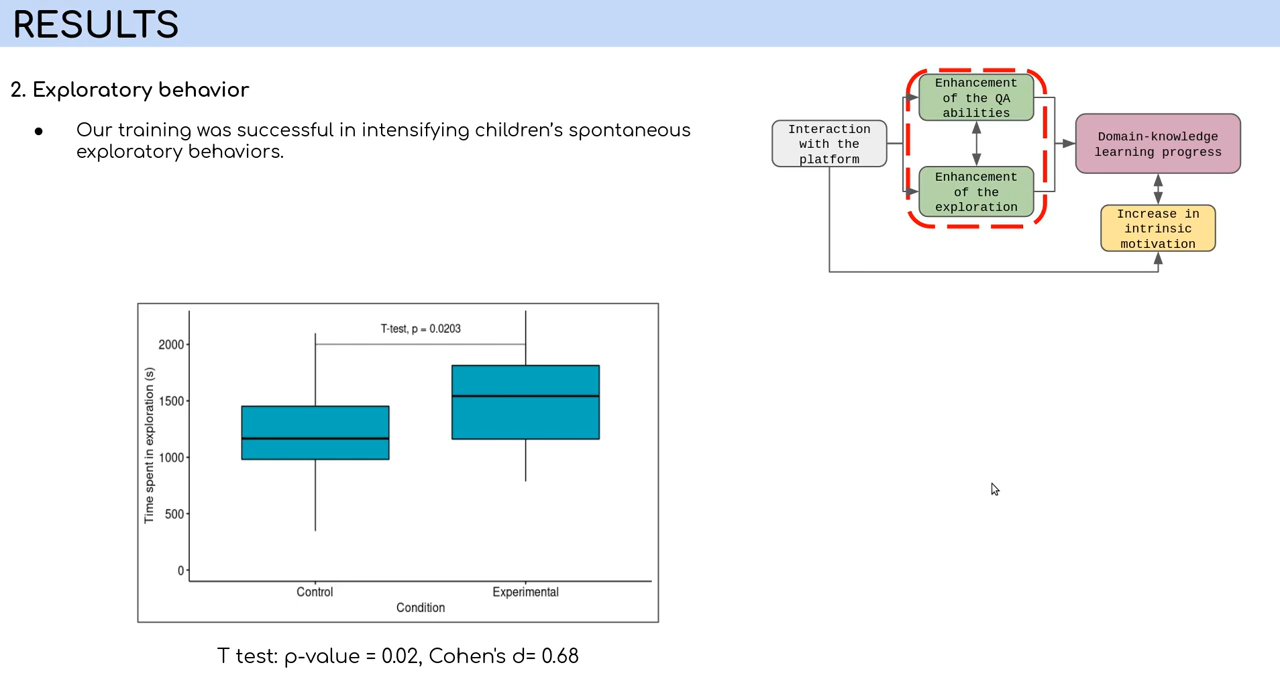 RESULTS
2. Exploratory behavior
● Our training was successful in intensifying children's spontaneous
exploratory behaviors.
Enhancement
of the QA
abilities
Interaction
with the
platform
Enhancement
of the
exploration
Domain-knowledge
learning progress
Increase in
intrinsic
motivation
T-test, p = 0.0203
Time spent in exploration (s)
2000
1500
1000
500
0
Control
Experimental
Condition
T test: ρ-value = 0.02, Cohen's d= 0.68